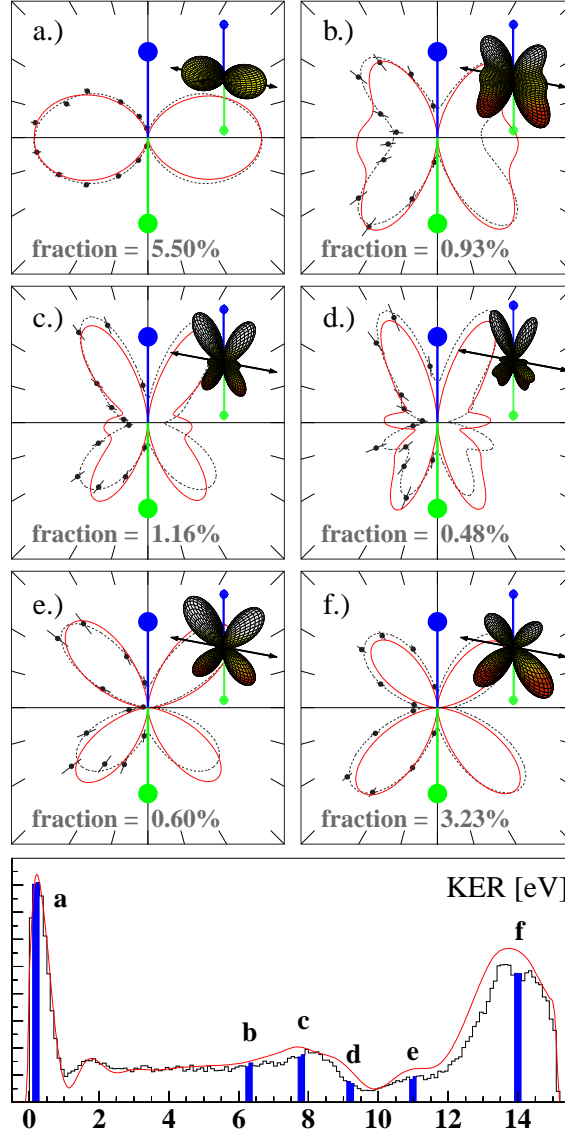 a.)
fraction = 5.50%
b.)
fraction = 0.93%
c.)
fraction = 1.16%
d.)
fraction = 0.48%
e.)
fraction = 0.60%
f.)
fraction = 3.23%
KER [eV]
a
b
c
d
e
f
0 2 4 6 8 10 12 14